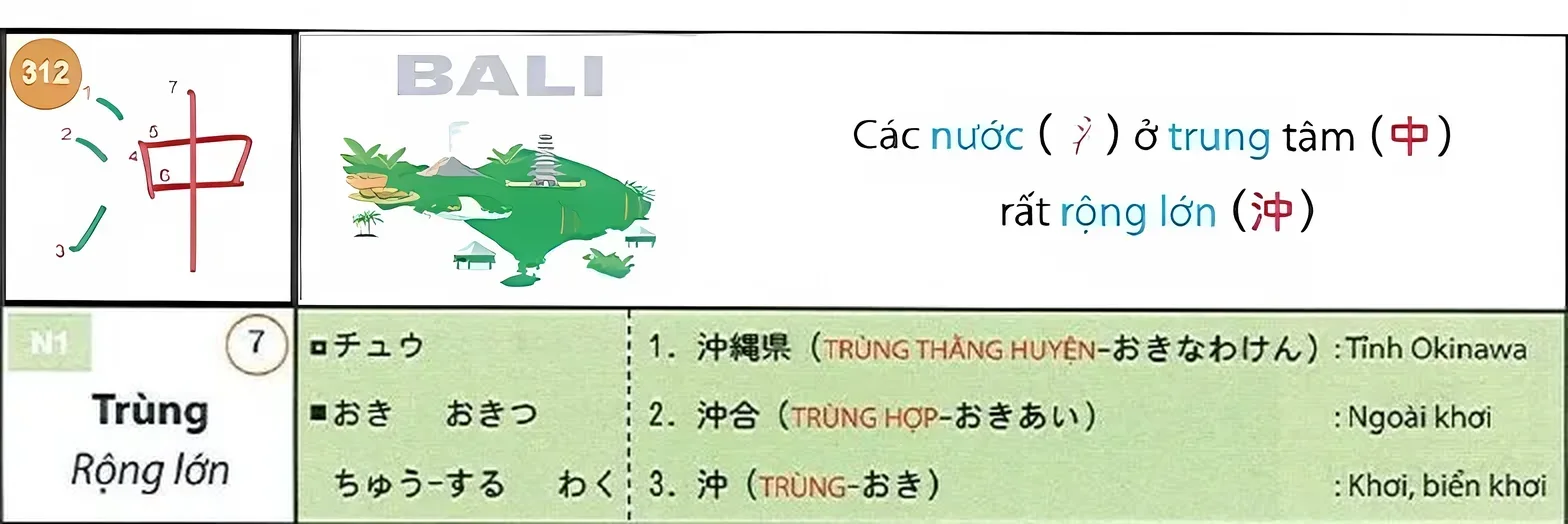 312
1
2
3
4
5
6
7
BALI
Các nước (氵) ở trung tâm (中)
rất rộng lớn (沖)
N1
7
Trùng
Rộng lớn
チュウ
おき おきつ
ちゅう-する わく
1. 沖縄県 (TRÙNG THẰNG HUYỆN-おきなわけん) : Tỉnh Okinawa
2. 沖合 (TRÙNG HỢP-おきあい) : Ngoài khơi
3. 沖 (TRÙNG-おき) : Khơi, biển khơi